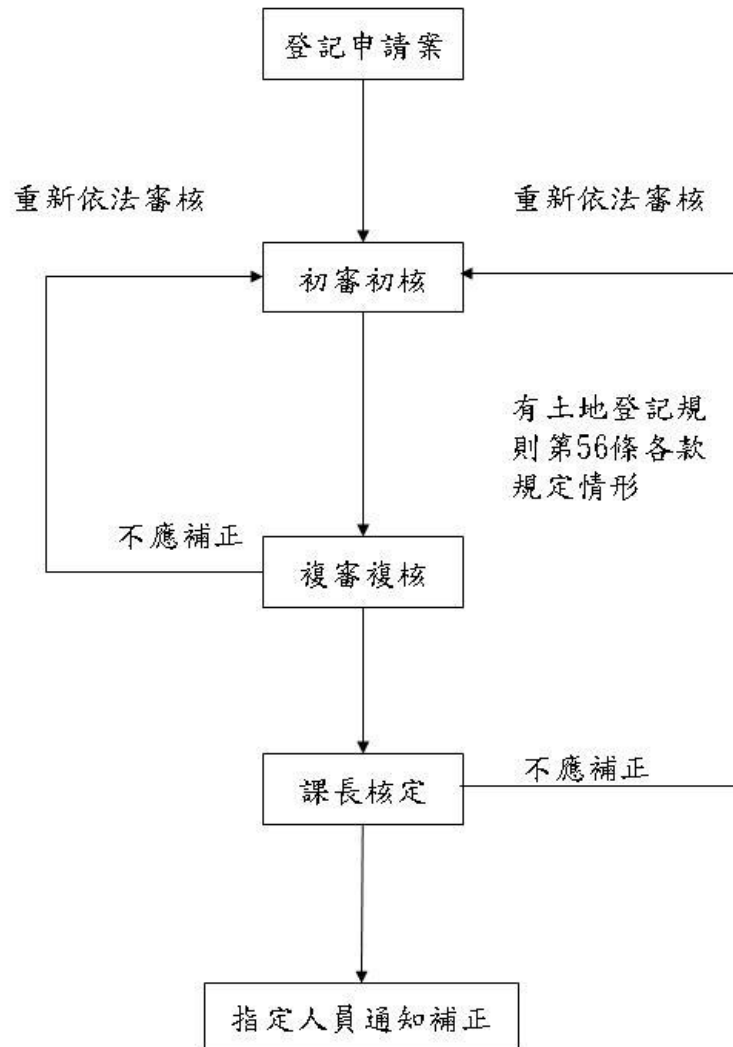 登記申請案
重新依法審核
重新依法審核
初審初核
有土地登記規
則第56條各款
規定情形
不應補正
複審複核
課長核定
不應補正
指定人員通知補正